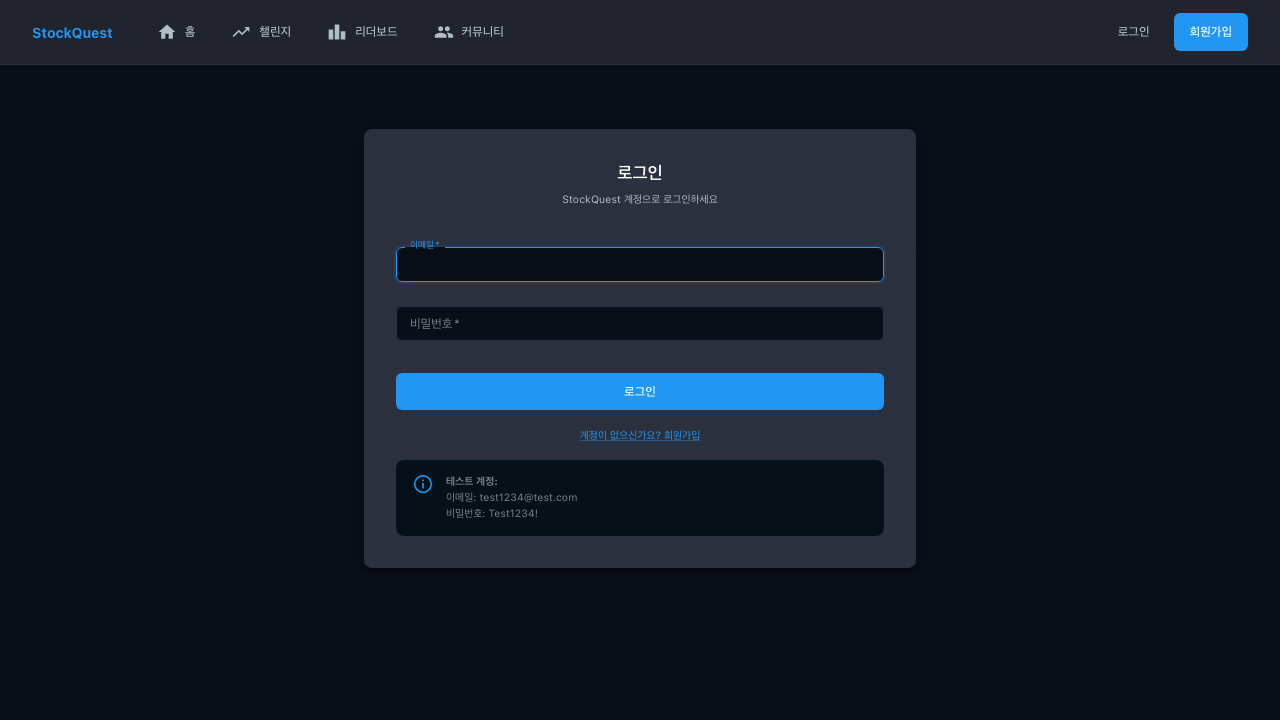 StockQuest
홈
챌린지
리더보드
커뮤니티
로그인
회원가입
로그인
StockQuest 계정으로 로그인하세요
이메일 *
비밀번호 *
로그인
계정이 없으신가요? 회원가입
테스트 계정:
이메일: test1234@test.com
비밀번호: Test1234!